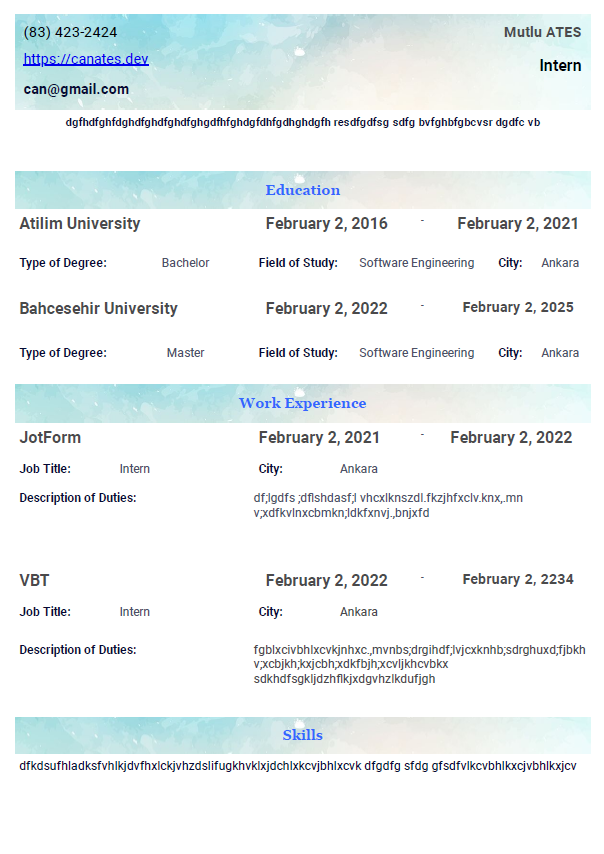 (83) 423-2424
Mutlu ATES
https://canates.dev
Intern
can@gmail.com
dgfhdfghfdghdfghdfghdfghgdfhfghdgfdhfgdhghdgfh resdfgdfsg sdfg bvfghbfgbcvsr dgdfc vb
Education
Atilim University February 2, 2016 - February 2, 2021
Type of Degree: Bachelor Field of Study: Software Engineering City: Ankara
Bahcesehir University February 2, 2022 - February 2, 2025
Type of Degree: Master Field of Study: Software Engineering City: Ankara
Work Experience
JotForm February 2, 2021 - February 2, 2022
Job Title: Intern City: Ankara
Description of Duties: df;lgdfs ;dflshdasf;l vhcxlknszdl.fkzjhfxclv.knx,.mn
v;xdfkvlnxcbmkn;ldkfxnvj.,bnjxfd
VBT February 2, 2022 - February 2, 2234
Job Title: Intern City: Ankara
Description of Duties: fgblxcivbhlxcvkjnhxc.,mvnbs;drgihdf;lvjcxknhb;sdrghuxd;fjbkh
v;xcbjkh;kxjcbh;xdkfbjh;xcvljkhcvbkx
sdkhdfsgkljdzhflkjxdgvhzlkdufjgh
Skills
dfkdsufhladksfvhlkjdvfhxlckjvhzdslifugkhvklxjdchlxkcvjbhlxcvk dfgdfg sfdg gfsdfvlkcvbhlkxcjvbhlkxjcv